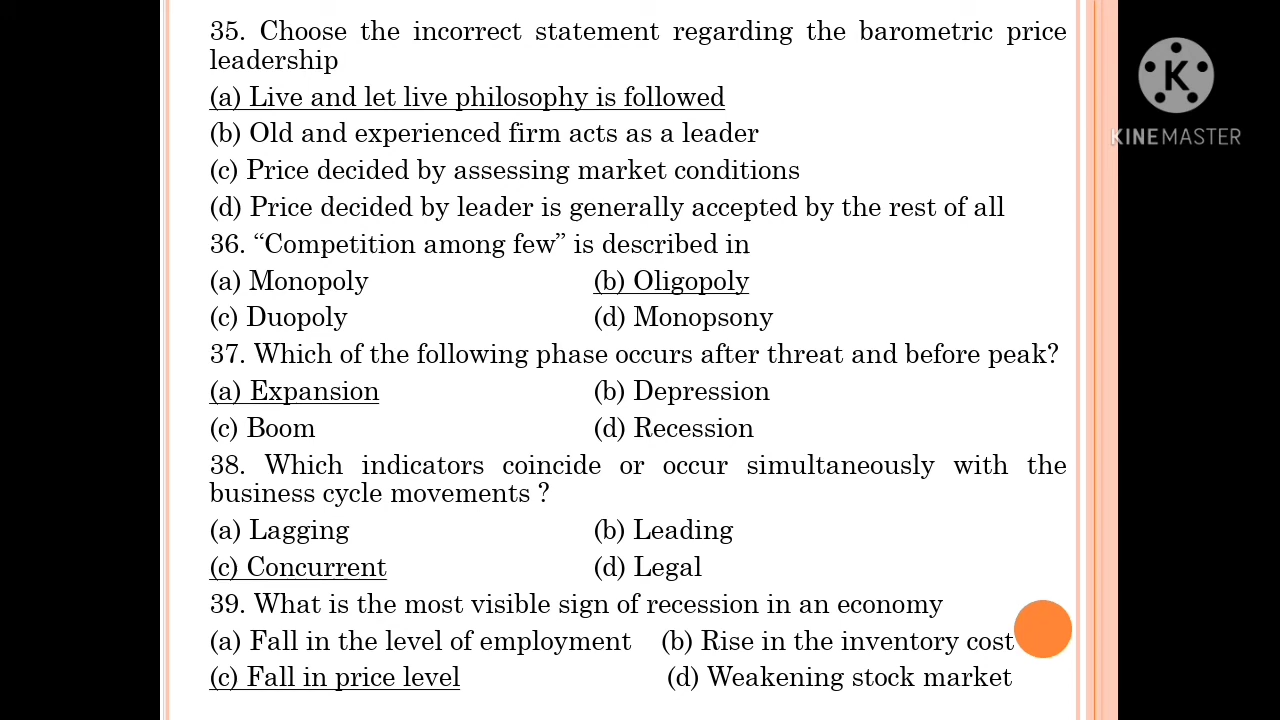 35. Choose the incorrect statement regarding the barometric price
leadership
(a) Live and let live philosophy is followed
(b) Old and experienced firm acts as a leader
(c) Price decided by assessing market conditions
(d) Price decided by leader is generally accepted by the rest of all
36. “Competition among few” is described in
(a) Monopoly (b) Oligopoly
(c) Duopoly (d) Monopsony
37. Which of the following phase occurs after threat and before peak?
(a) Expansion (b) Depression
(c) Boom (d) Recession
38. Which indicators coincide or occur simultaneously with the
business cycle movements ?
(a) Lagging (b) Leading
(c) Concurrent (d) Legal
39. What is the most visible sign of recession in an economy
(a) Fall in the level of employment (b) Rise in the inventory cost
(c) Fall in price level (d) Weakening stock market
K
KINEMASTER